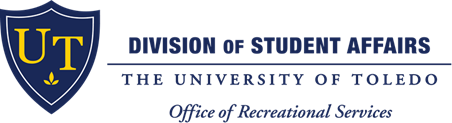 UT
DIVISION OF STUDENT AFFAIRS
THE UNIVERSITY OF TOLEDO
Office of Recreational Services